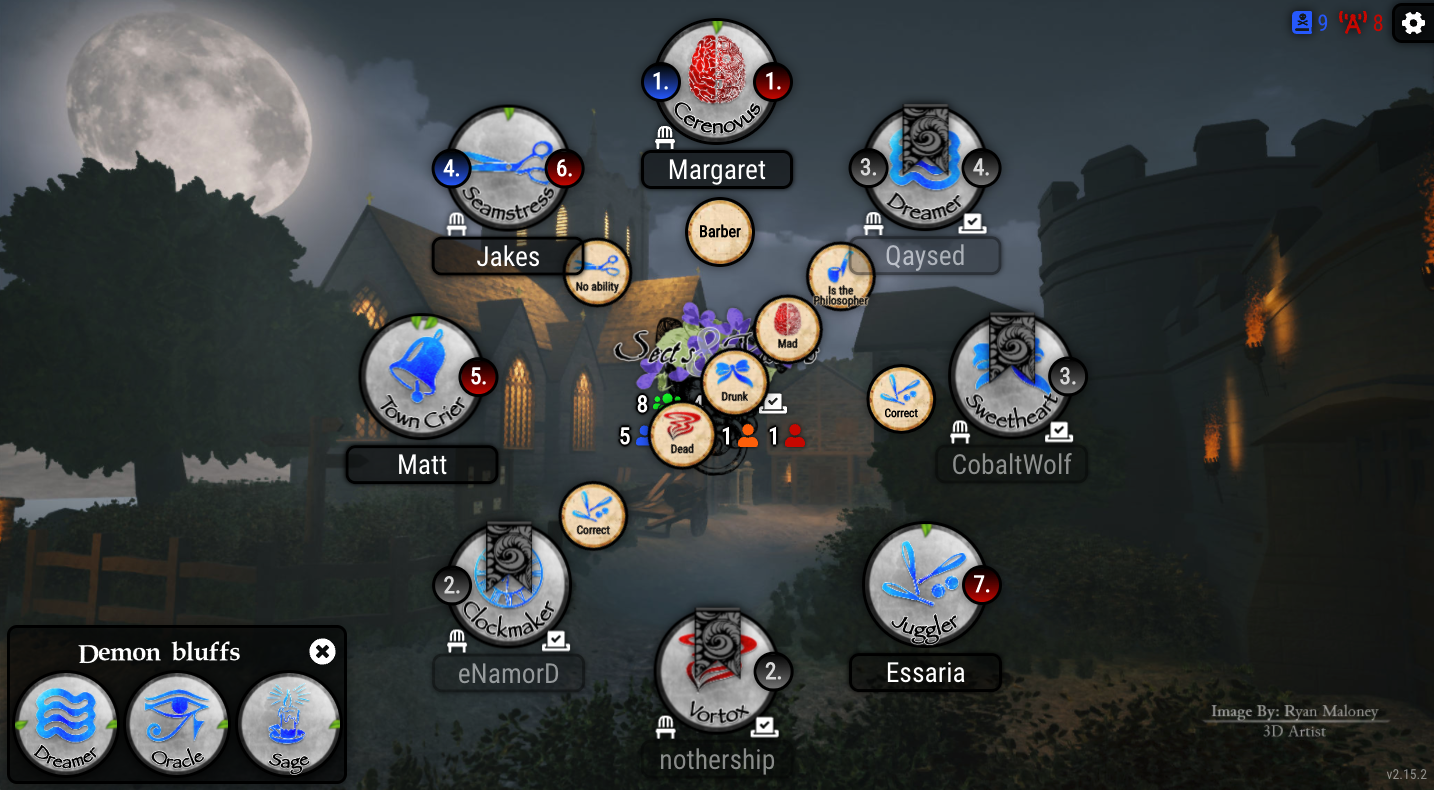 9 8
1. Cerenovus 1.
Margaret
4. Seamstress 6.
Jakes
3. Dreamer 4.
Qaysed
Barber
No ability
Is the
Philosopher
Mad
Town Crier 5.
Matt
Drunk
Correct
Sweetheart 3.
CobaltWolf
8 4
5 1 1
Dead
Correct
2. Clockmaker
eNamorD
Juggler 7.
Essaria
Vortox 2.
nothership
Demon bluffs
Dreamer
Oracle
Sage
Image By: Ryan Maloney
3D Artist
v2.15.2